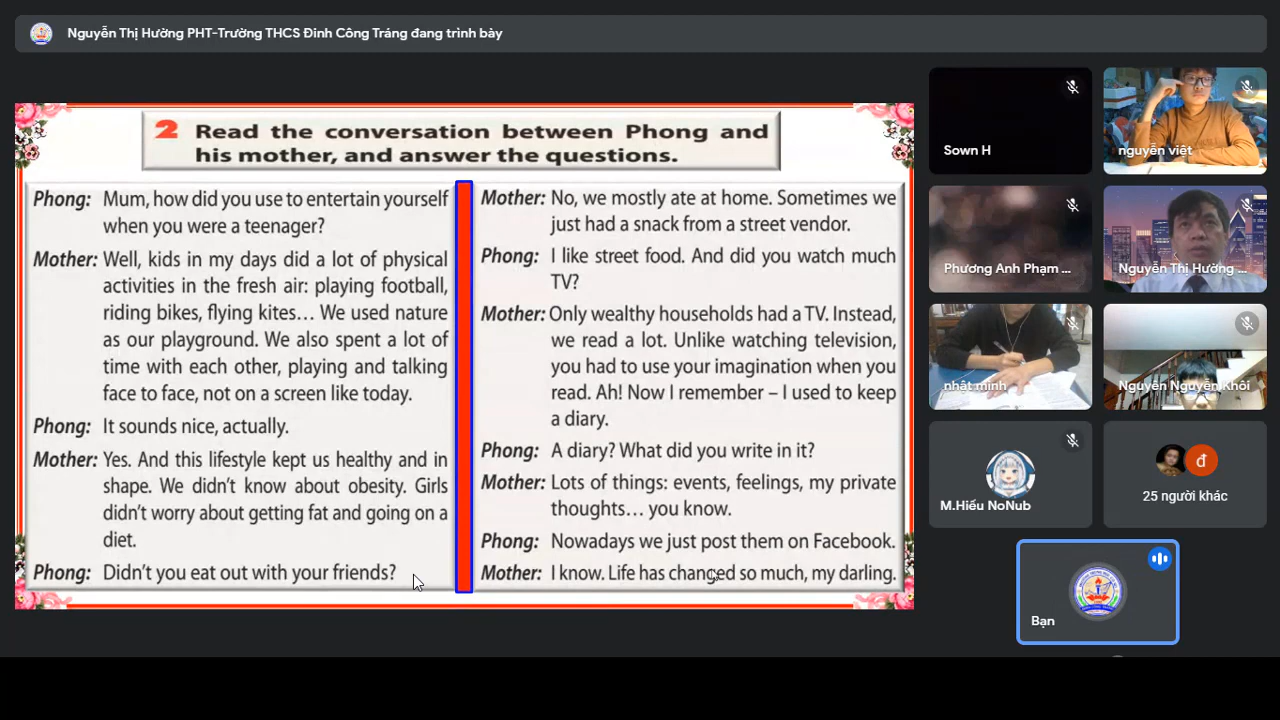 Nguyễn Thị Hường PHT-Trường THCS Đinh Công Tráng đang trình bày
2 Read the conversation between Phong and
his mother, and answer the questions.
Phong: Mum, how did you use to entertain yourself
when you were a teenager?
Mother: Well, kids in my days did a lot of physical
activities in the fresh air: playing football,
riding bikes, flying kites... We used nature
as our playground. We also spent a lot of
time with each other, playing and talking
face to face, not on a screen like today.
Phong: It sounds nice, actually.
Mother: Yes. And this lifestyle kept us healthy and in
shape. We didn't know about obesity. Girls
didn't worry about getting fat and going on a
diet.
Phong: Didn't you eat out with your friends?
Mother: No, we mostly ate at home. Sometimes we
just had a snack from a street vendor.
Phong: I like street food. And did you watch much
TV?
Mother: Only wealthy households had a TV. Instead,
we read a lot. Unlike watching television,
you had to use your imagination when you
read. Ah! Now I remember – I used to keep
a diary.
Phong: A diary? What did you write in it?
Mother: Lots of things: events, feelings, my private
thoughts... you know.
Phong: Nowadays we just post them on Facebook.
Mother: I know. Life has changed so much, my darling.
Sown H
nguyễn việt
Phương Anh Phạm ...
Nguyễn Thị Hường ...
nhật minh
Nguyễn Nguyên Khôi
M.Hiếu NoNub
đ
25 người khác
Bạn